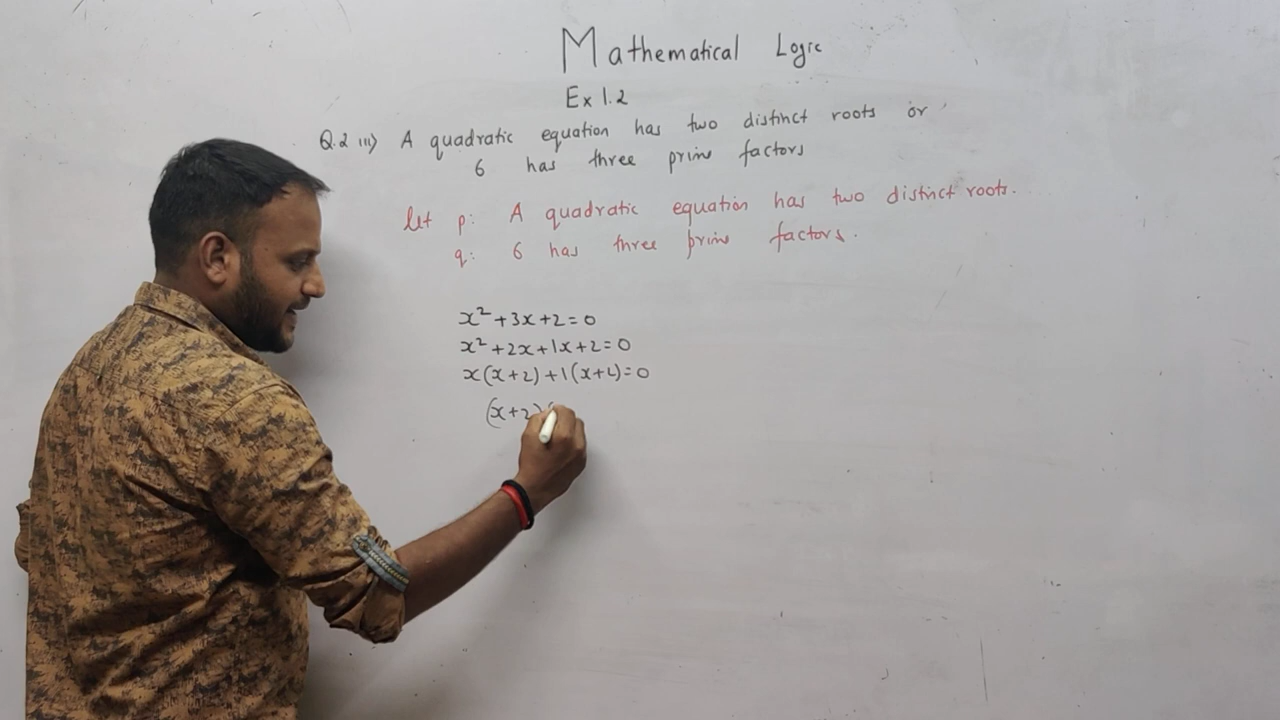 Mathematical Logic
Ex 1.2
Q.2 iii) A quadratic equation has two distinct roots or
6 has three prime factors
let p: A quadratic equation has two distinct roots.
q: 6 has three prime factors.
x² + 3x + 2 = 0
x² + 2x + 1x + 2 = 0
x(x + 2) + 1(x + 2) = 0
(x + 2)(